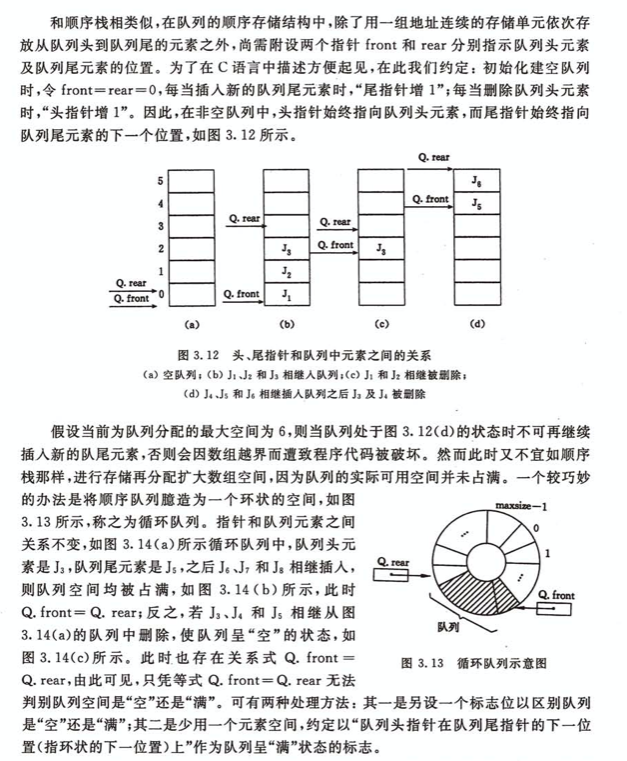 和顺序栈相类似,在队列的顺序存储结构中,除了用一组地址连续的存储单元依次存
放从队列头到队列尾的元素之外,尚需附设两个指针 front 和 rear 分别指示队列头元素
及队列尾元素的位置。为了在 C 语言中描述方便起见,在此我们约定:初始化建空队列
时,令 front=rear=0,每当插入新的队列尾元素时,“尾指针增 1”;每当删除队列头元素
时,“头指针增 1”。因此,在非空队列中,头指针始终指向队列头元素,而尾指针始终指向
队列尾元素的下一个位置,如图 3.12 所示。
Q. rear
5 J6
4 Q. front J5
3 Q. rear Q. rear
2 J3 Q. front J3
1 J2
Q. rear
Q. front 0 Q. front J1
(a) (b) (c) (d)
图 3.12 头、尾指针和队列中元素之间的关系
(a) 空队列;(b) J1、J2 和 J3 相继入队列;(c) J1 和 J2 相继被删除;
(d) J4、J5 和 J6 相继插入队列之后 J3 及 J4 被删除
假设当前为队列分配的最大空间为 6,则当队列处于图 3.12(d)的状态时不可再继续
插入新的队尾元素,否则会因数组越界而遭致程序代码被破坏。然而此时又不宜如顺序
栈那样,进行存储再分配扩大数组空间,因为队列的实际可用空间并未占满。一个较巧妙
的办法是将顺序队列臆造为一个环状的空间,如图
3.13 所示,称之为循环队列。指针和队列元素之间
关系不变,如图 3.14(a)所示循环队列中,队列头元
素是 J3,队列尾元素是 J5,之后 J6、J7 和 J8 相继插入,
则队列空间均被占满,如图 3.14(b)所示,此时
Q. front=Q. rear;反之,若 J3、J4 和 J5 相继从图
3.14(a)的队列中删除,使队列呈“空”的状态,如
图 3.14(c)所示。此时也存在关系式 Q. front=
Q. rear,由此可见,只凭等式 Q. front=Q. rear 无法
maxsize-1
…
0
1
…
Q. rear
Q. front
队列
图 3.13 循环队列示意图
判别队列空间是“空”还是“满”。可有两种处理方法:其一是另设一个标志位以区别队列
是“空”还是“满”;其二是少用一个元素空间,约定以“队列头指针在队列尾指针的下一位
置(指环状的下一位置)上”作为队列呈“满”状态的标志。